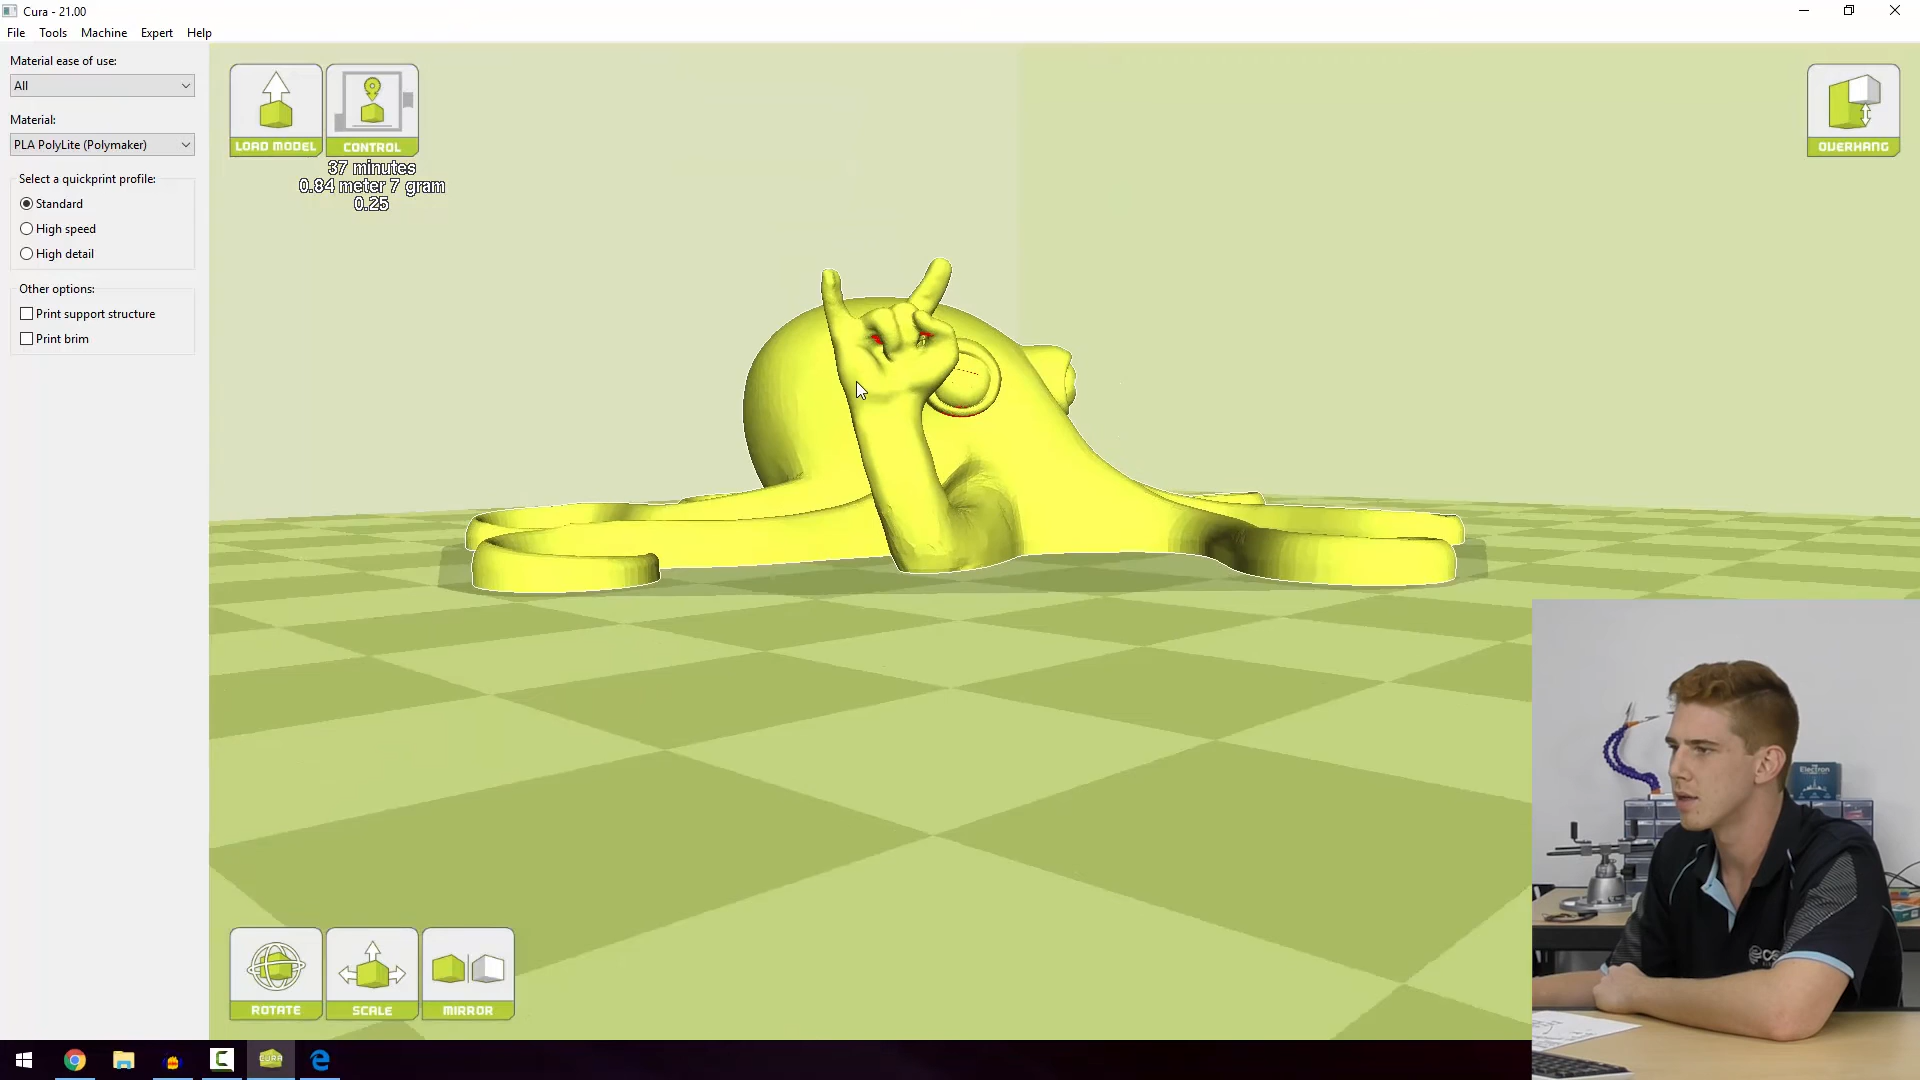 Cura - 21.00
File Tools Machine Expert Help
Material ease of use:
All
Material:
PLA PolyLite (Polymaker)
Select a quickprint profile:
Standard
High speed
High detail
Other options:
Print support structure
Print brim
LOAD MODEL
CONTROL
37 minutes
0.84 meter 7 gram
0.25
OVERHANG
ROTATE
SCALE
MIRROR
CURA
Electron